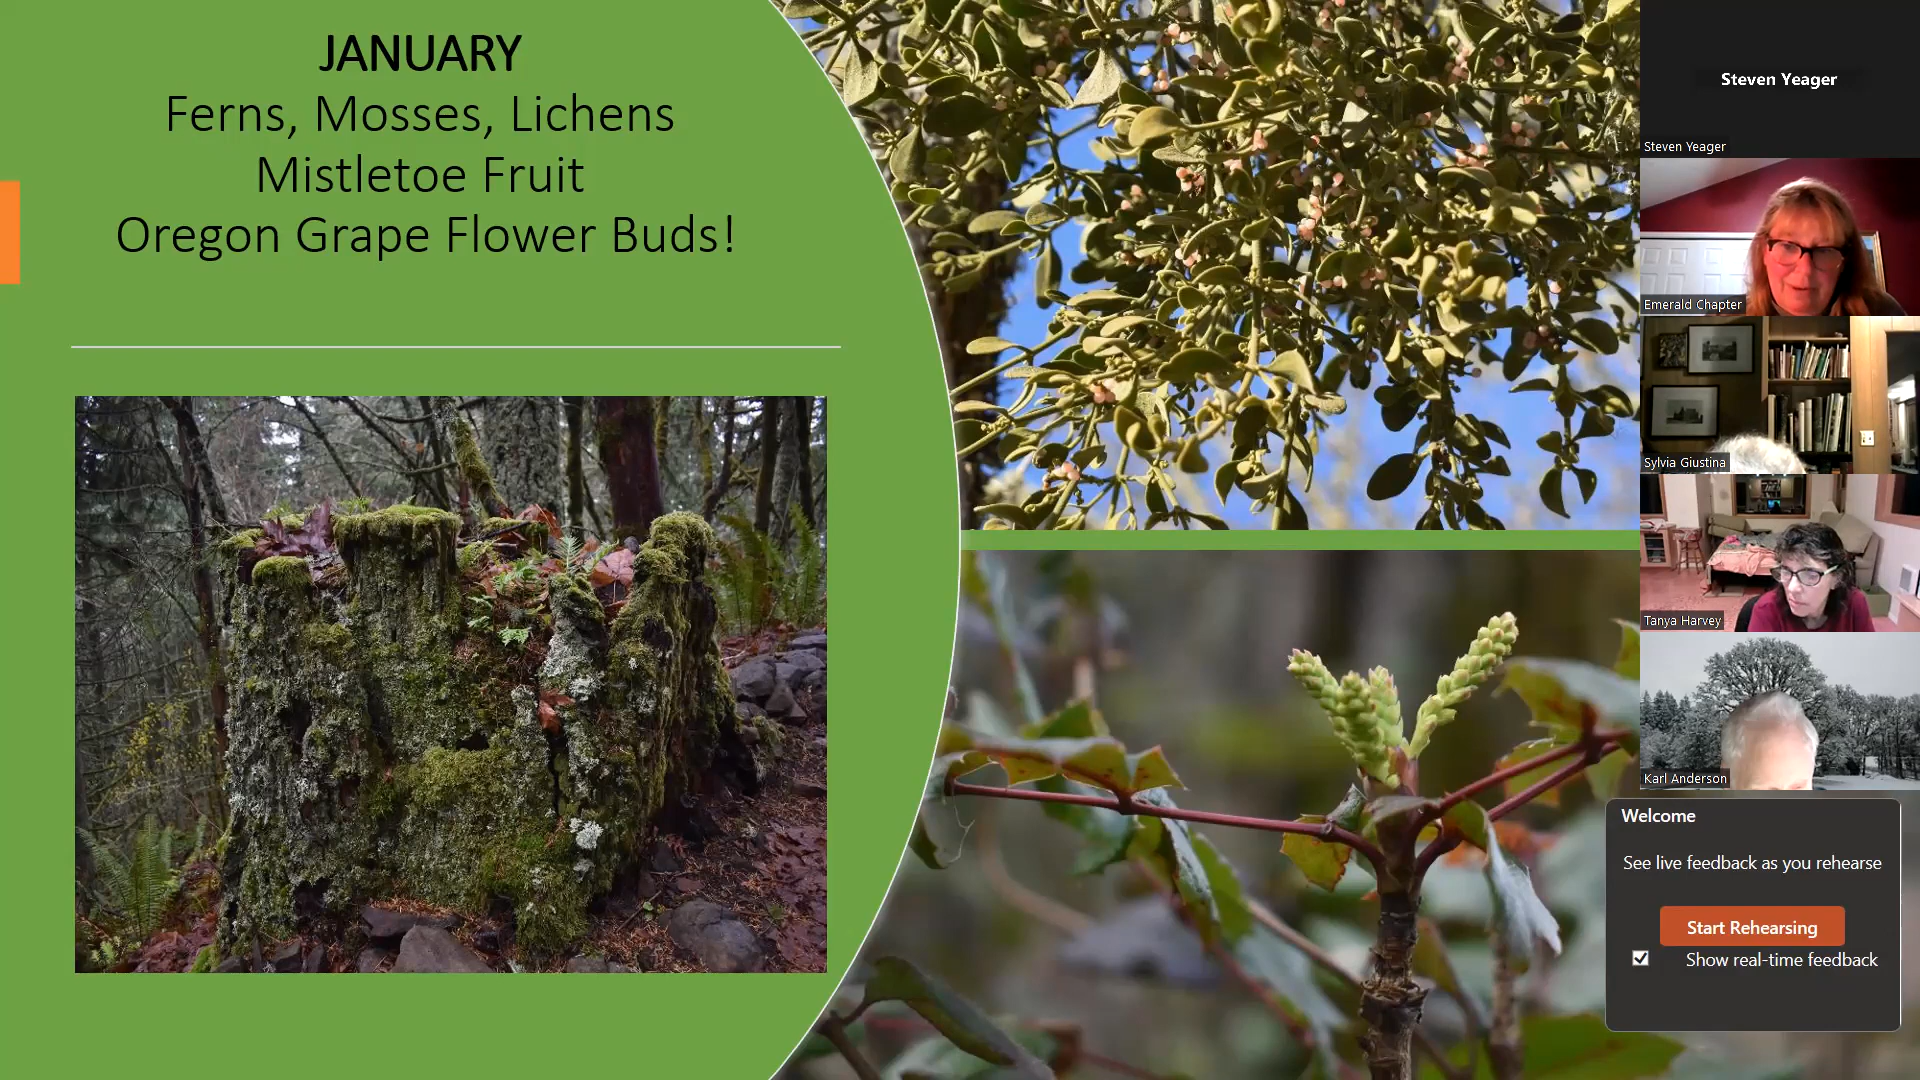 JANUARY
Ferns, Mosses, Lichens
Mistletoe Fruit
Oregon Grape Flower Buds!
Steven Yeager
Steven Yeager
Emerald Chapter
Sylvia Giustina
Tanya Harvey
Karl Anderson
Welcome
See live feedback as you rehearse
Start Rehearsing
Show real-time feedback